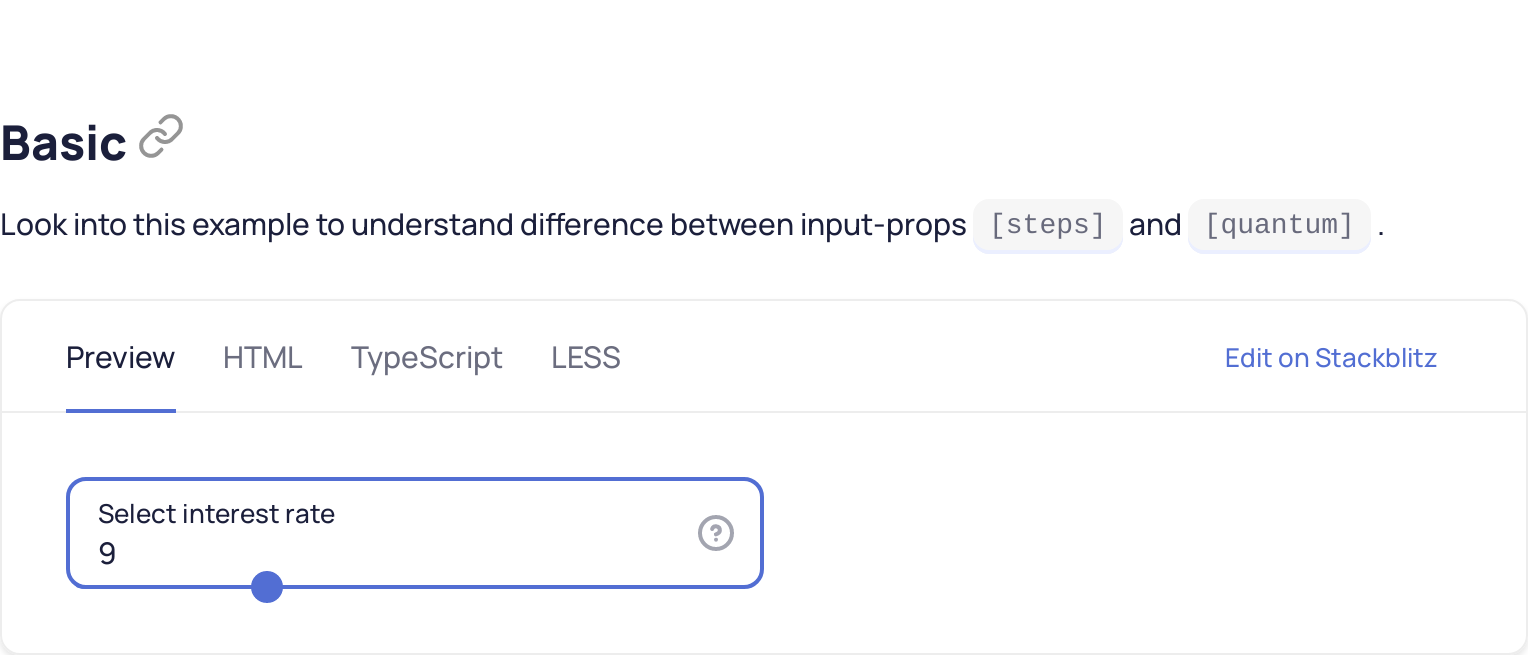 Basic
Look into this example to understand difference between input-props [steps] and [quantum] .
Preview HTML TypeScript LESS Edit on Stackblitz
Select interest rate
9